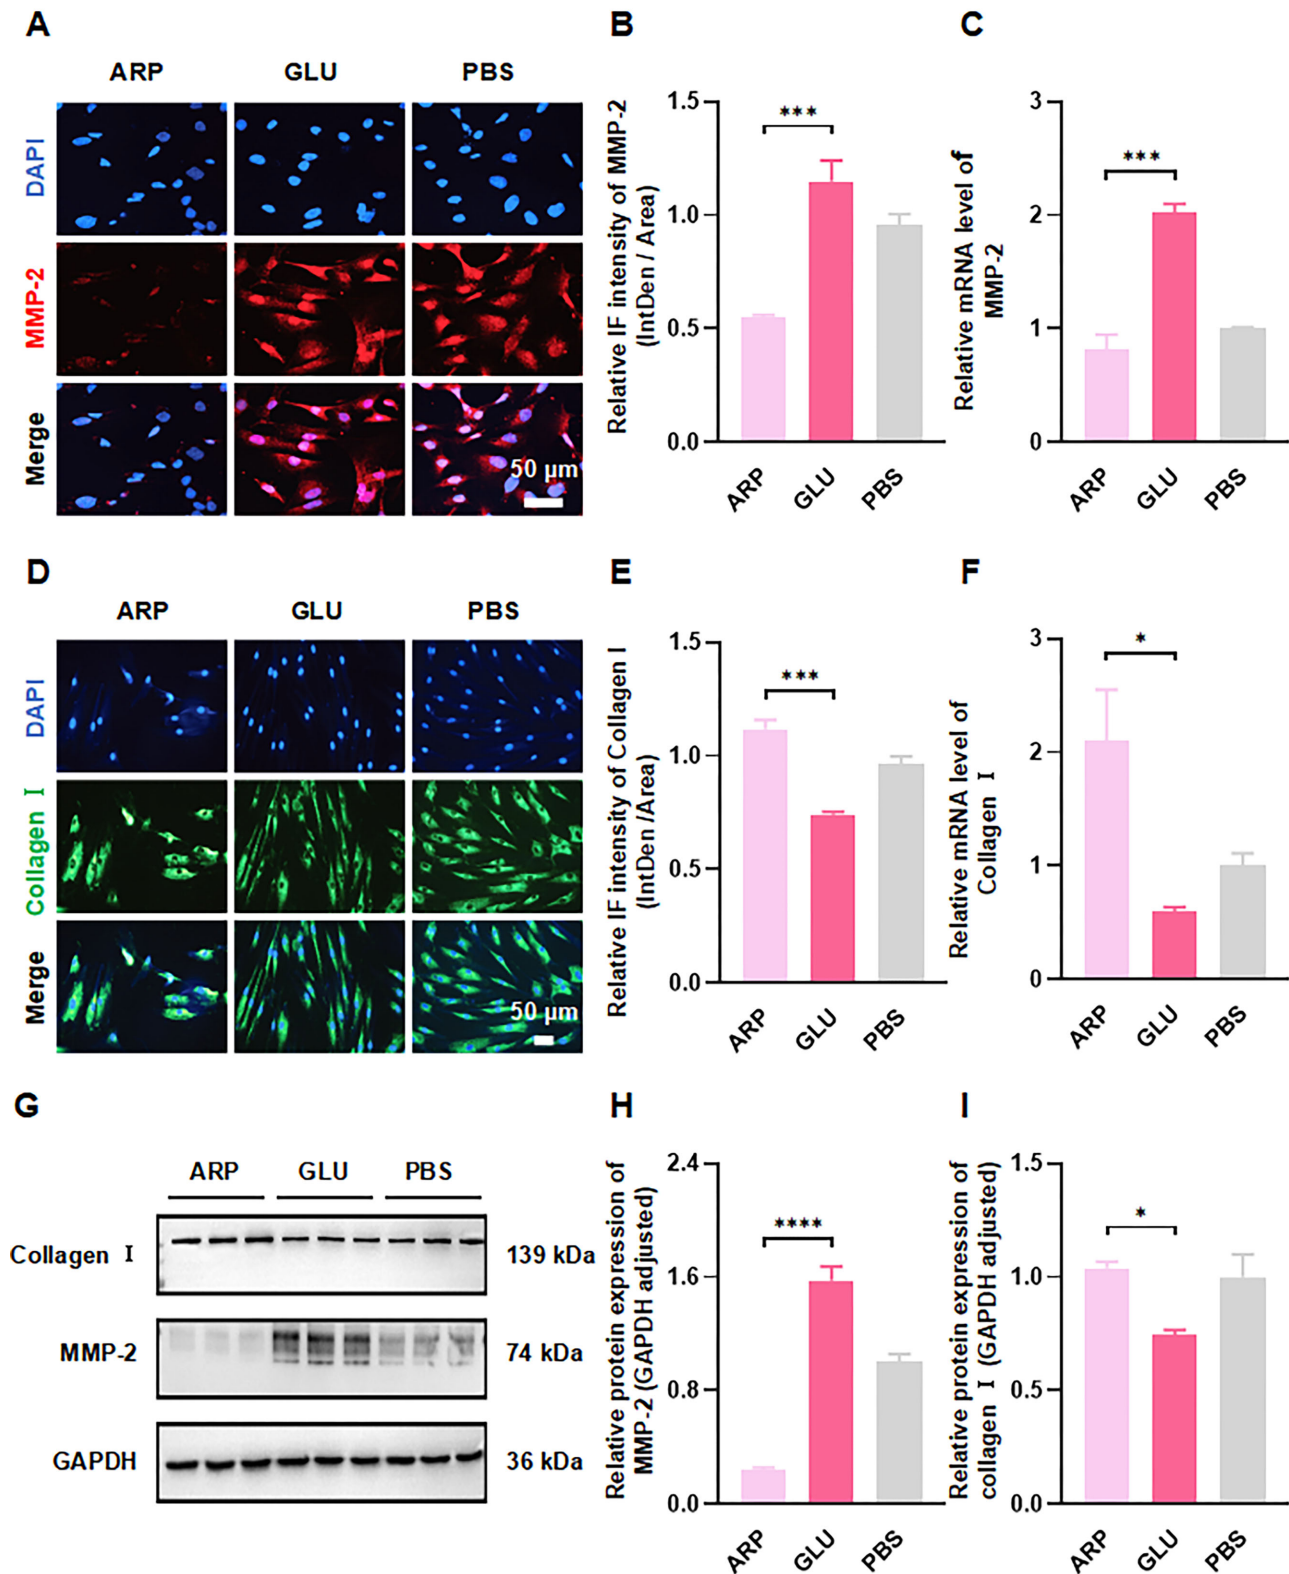 A
ARP GLU PBS
DAPI
MMP-2
Merge
50 μm
B
Relative IF intensity of MMP-2
(IntDen / Area)
1.5
1.0
0.5
0.0
***
ARP GLU PBS
C
Relative mRNA level of
MMP-2
3
2
1
0
***
ARP GLU PBS
D
ARP GLU PBS
DAPI
Collagen I
Merge
50 μm
E
Relative IF intensity of Collagen I
(IntDen /Area)
1.5
1.0
0.5
0.0
***
ARP GLU PBS
F
Relative mRNA level of
Collagen I
3
2
1
0
*
ARP GLU PBS
G
ARP GLU PBS
Collagen I 139 kDa
MMP-2 74 kDa
GAPDH 36 kDa
H
Relative protein expression of
MMP-2 (GAPDH adjusted)
2.4
1.6
0.8
0.0
****
ARP GLU PBS
I
Relative protein expression of
collagen I (GAPDH adjusted)
1.5
1.0
0.5
0.0
*
ARP GLU PBS